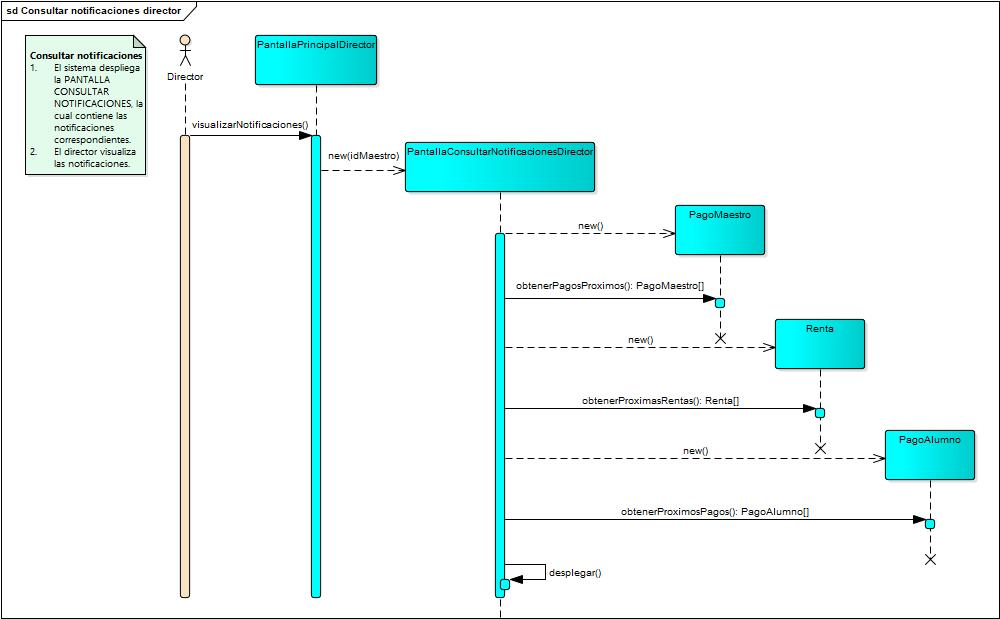 sd Consultar notificaciones director
Consultar notificaciones
1. El sistema despliega
la PANTALLA
CONSULTAR
NOTIFICACIONES, la
cual contiene las
notificaciones
correspondientes.
2. El director visualiza
las notificaciones.
Director
PantallaPrincipalDirector
visualizarNotificaciones()
new(idMaestro)
PantallaConsultarNotificacionesDirector
new()
PagoMaestro
obtenerPagosProximos(): PagoMaestro[]
new()
Renta
obtenerProximasRentas(): Renta[]
new()
PagoAlumno
obtenerProximosPagos(): PagoAlumno[]
desplegar()